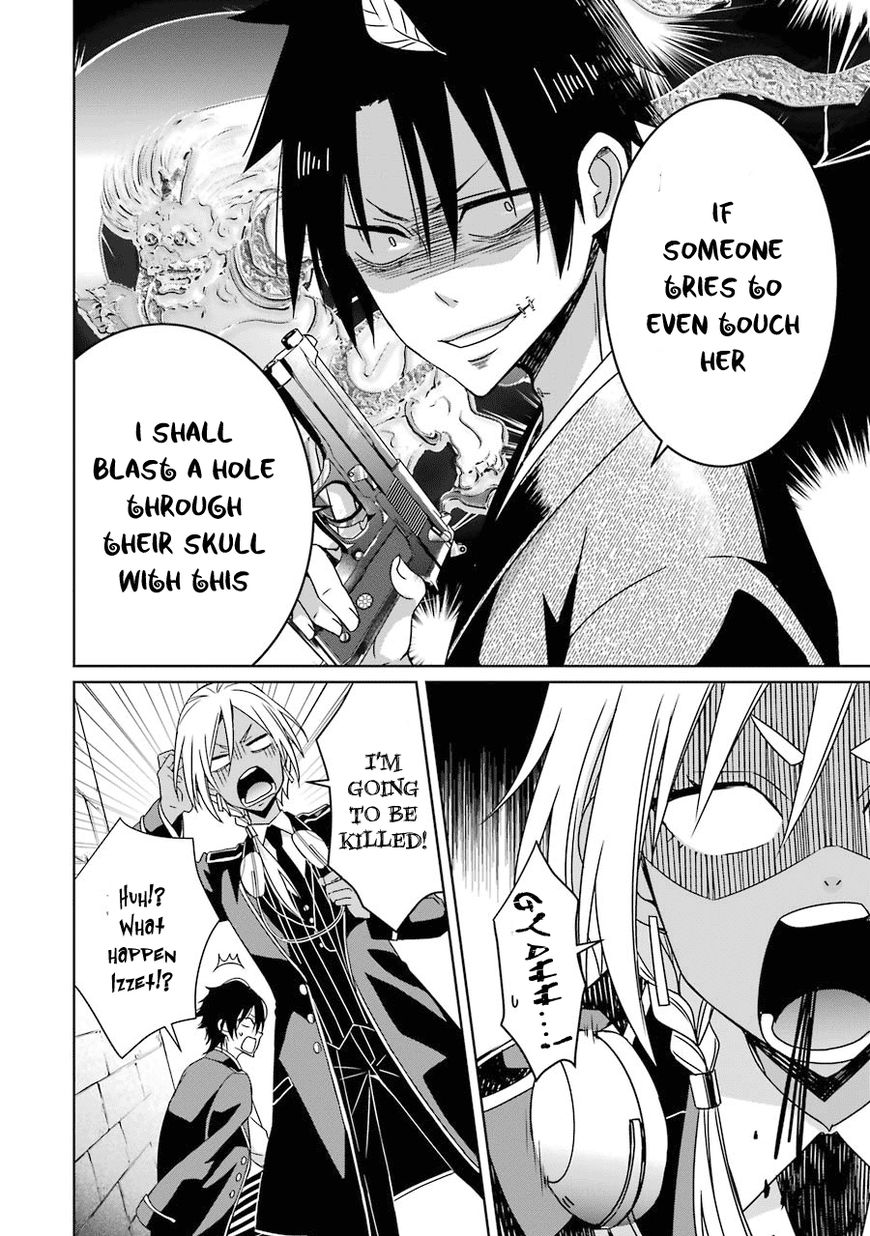 IF
SOMEONE
TRIES TO
EVEN TOUCH
HER
I SHALL
BLAST A HOLE
THROUGH
THEIR SKULL
WITH THIS
GYAHH...!
I'M
GOING
TO BE
KILLED!
HUH!?
WHAT
HAPPEN
IZZET!?